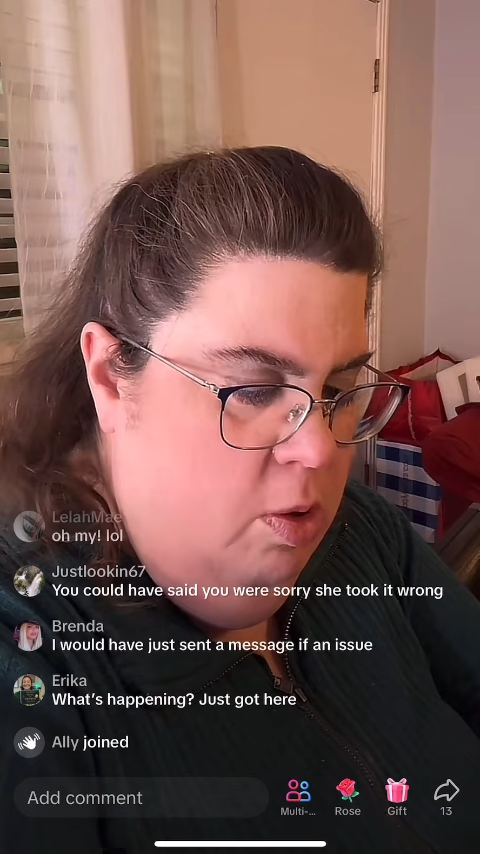 LelahMae
oh my! lol
Justlookin67
You could have said you were sorry she took it wrong
Brenda
I would have just sent a message if an issue
Erika
What's happening? Just got here
Ally joined
Add comment
Multi-...
Rose
Gift
13